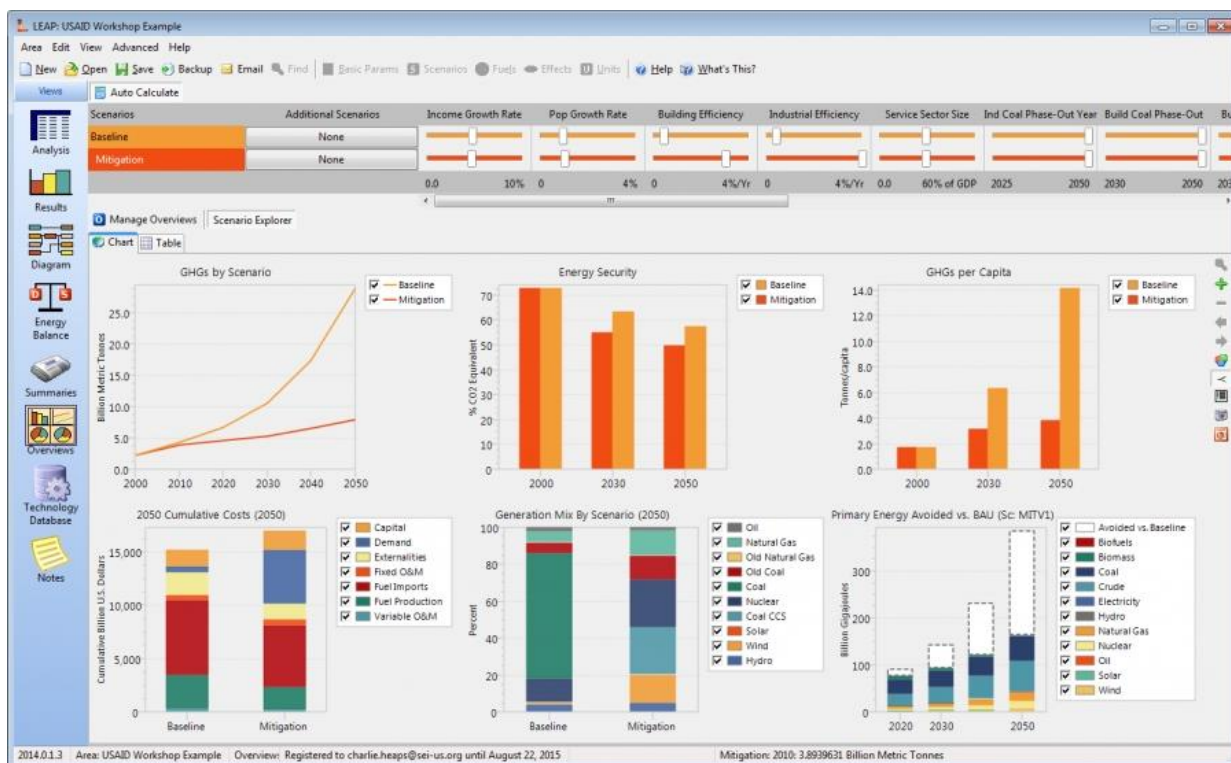 LEAP: USAID Workshop Example
Area Edit View Advanced Help
New Open Save Backup Email Find Basic Params Scenarios Fuels Effects Units Help What's This?
Views
Auto Calculate
Scenarios Additional Scenarios Income Growth Rate Pop Growth Rate Building Efficiency Industrial Efficiency Service Sector Size Ind Coal Phase-Out Year Build Coal Phase-Out
Baseline None
Mitigation None
0.0 10% 0 4% 0 4%/Yr 0 4%/Yr 0.0 60% of GDP 2025 2050 2030 2050
Analysis
Results
Diagram
Energy Balance
Summaries
Overviews
Technology Database
Notes
Manage Overviews Scenario Explorer
Chart Table
GHGs by Scenario
Baseline
Mitigation
Billion Metric Tonnes
25.0
20.0
15.0
10.0
5.0
0.0
2000 2010 2020 2030 2040 2050
Energy Security
Baseline
Mitigation
% CO2 Equivalent
70
60
50
40
30
20
10
0
2000 2030 2050
GHGs per Capita
Baseline
Mitigation
Tonnes/capita
14.0
12.0
10.0
8.0
6.0
4.0
2.0
0.0
2000 2030 2050
2050 Cumulative Costs (2050)
Capital
Demand
Externalities
Fixed O&M
Fuel Imports
Fuel Production
Variable O&M
Cumulative Billion U.S. Dollars
15,000
10,000
5,000
0
Baseline Mitigation
Generation Mix By Scenario (2050)
Oil
Natural Gas
Old Natural Gas
Old Coal
Coal
Nuclear
Coal CCS
Solar
Wind
Hydro
Percent
100
80
60
40
20
0
Baseline Mitigation
Primary Energy Avoided vs. BAU (Sc: MITV1)
Avoided vs. Baseline
Biofuels
Biomass
Coal
Crude
Electricity
Hydro
Natural Gas
Nuclear
Oil
Solar
Wind
Billion Gigajoules
300
200
100
0
2020 2030 2050
2014.0.1.3 Area: USAID Workshop Example Overview: Registered to charlie.heaps@sei-us.org until August 22, 2015 Mitigation: 2010: 3.8939631 Billion Metric Tonnes